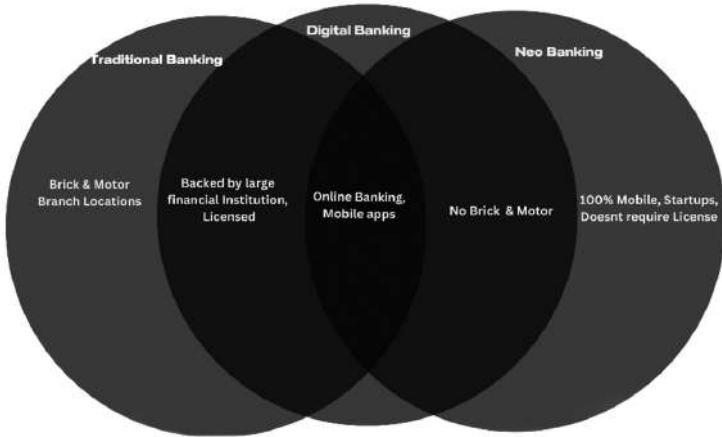 Traditional Banking
Digital Banking
Neo Banking
Brick & Motor
Branch Locations
Backed by large
financial Institution,
Licensed
Online Banking,
Mobile apps
No Brick & Motor
100% Mobile, Startups,
Doesnt require License